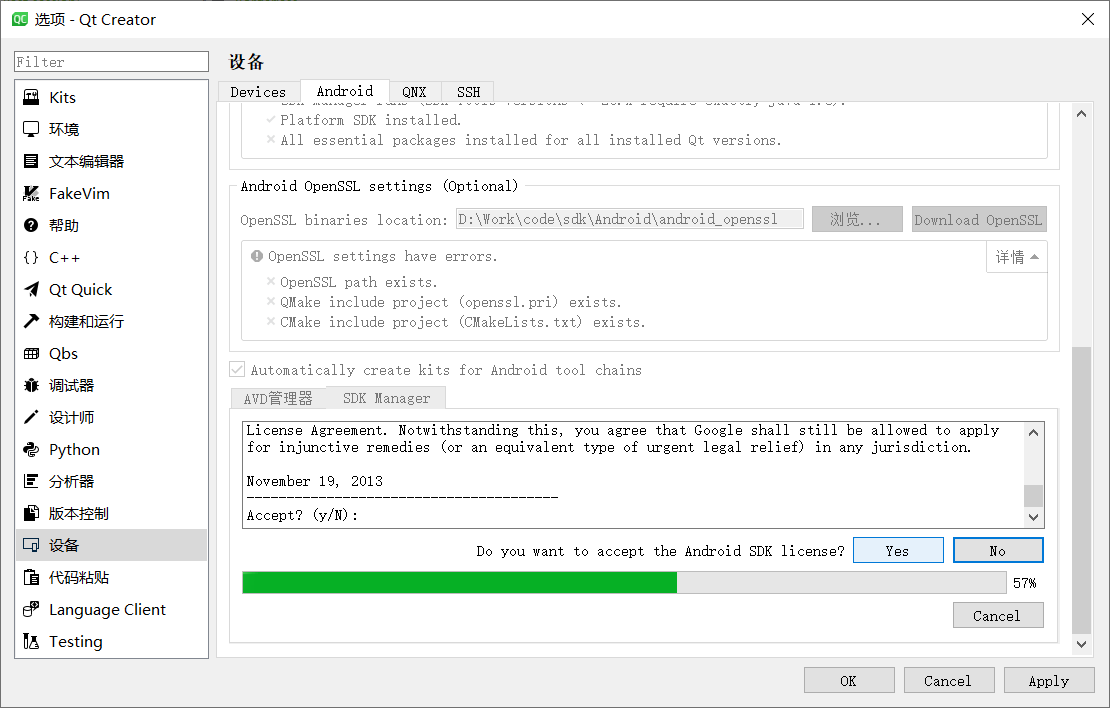 选项 - Qt Creator
Filter
Kits
环境
文本编辑器
FakeVim
帮助
C++
Qt Quick
构建和运行
Qbs
调试器
设计师
Python
分析器
版本控制
设备
代码粘贴
Language Client
Testing
设备
Devices
Android
QNX
SSH
Platform SDK installed.
All essential packages installed for all installed Qt versions.
Android OpenSSL settings (Optional)
OpenSSL binaries location: D:\Work\code\sdk\Android\android_openssl 浏览... Download OpenSSL
OpenSSL settings have errors. 详情
OpenSSL path exists.
QMake include project (openssl.pri) exists.
CMake include project (CMakeLists.txt) exists.
Automatically create kits for Android tool chains
AVD管理器 SDK Manager
License Agreement. Notwithstanding this, you agree that Google shall still be allowed to apply
for injunctive remedies (or an equivalent type of urgent legal relief) in any jurisdiction.
November 19, 2013
---------------------------------------
Accept? (y/N):
Do you want to accept the Android SDK license? Yes No
57%
Cancel
OK Cancel Apply